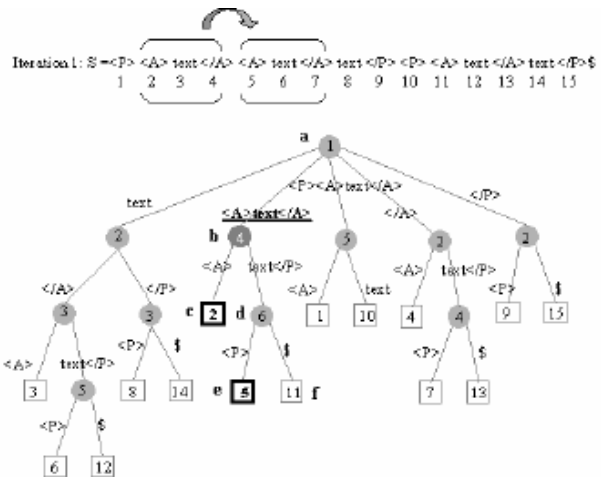 Iteration 1: S =<P> <A> text </A> <A> text </A> text </P> <P> <A> text </A> text </P>$
1 2 3 4 5 6 7 8 9 10 11 12 13 14 15
a 1
text <A>text</A> <P><A>text</A> </A> </P>
2 b 4 5 2 2
</A> </P> <A> text</P> <A> text <A> text</P> <P> $
3 3 c 2 d 6 1 10 4 4 9 15
<A> text</P> <P> $ <P> $ <P> $
3 5 8 14 e 5 11 f 7 13
<P> $
6 12